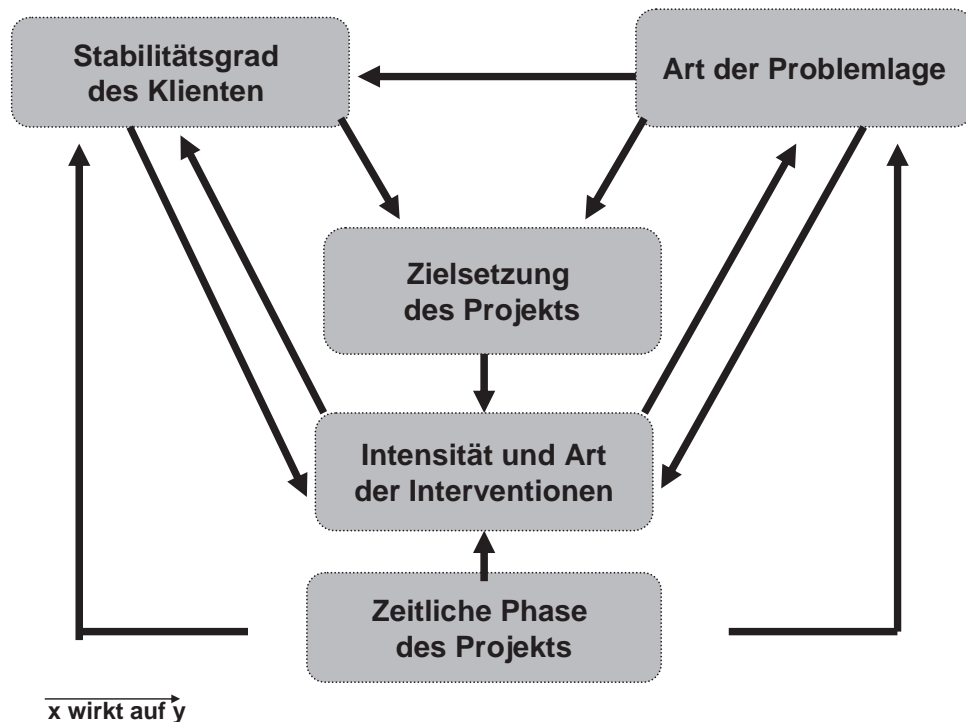 Stabilitätsgrad
des Klienten
Art der Problemlage
Zielsetzung
des Projekts
Intensität und Art
der Interventionen
Zeitliche Phase
des Projekts
x wirkt auf y